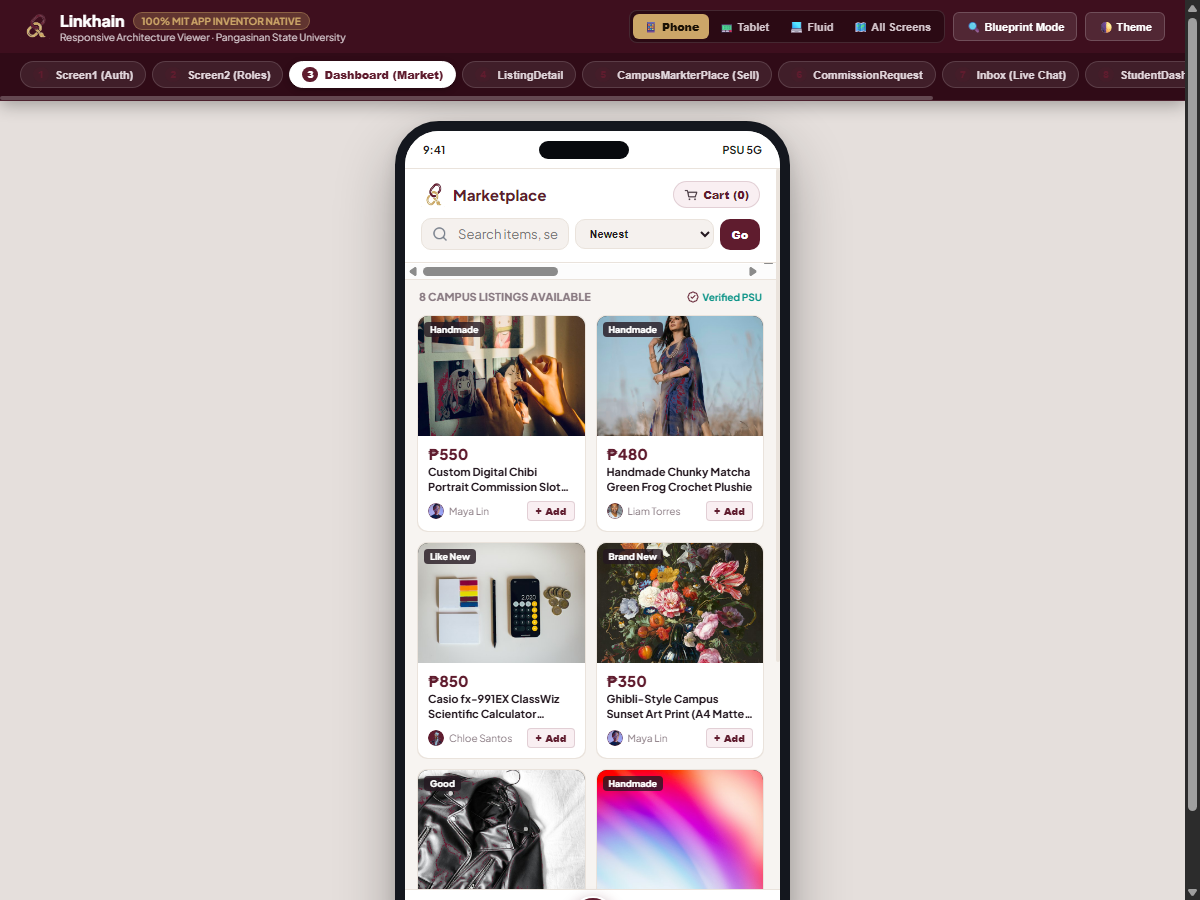 Linkhain 100% MIT APP INVENTOR NATIVE
Responsive Architecture Viewer · Pangasinan State University
Phone Tablet Fluid All Screens Blueprint Mode Theme
Screen1 (Auth) Screen2 (Roles) 3 Dashboard (Market) ListingDetail CampusMarkterPlace (Sell) CommissionRequest Inbox (Live Chat) StudentDash
9:41 PSU 5G
Marketplace Cart (0)
Search items, se Newest Go
8 CAMPUS LISTINGS AVAILABLE Verified PSU
Handmade Handmade
₱550 ₱480
Custom Digital Chibi
Portrait Commission Slot...
Handmade Chunky Matcha
Green Frog Crochet Plushie
Maya Lin + Add Liam Torres + Add
Like New Brand New
₱850 ₱350
Casio fx-991EX ClassWiz
Scientific Calculator...
Ghibli-Style Campus
Sunset Art Print (A4 Matte...
Chloe Santos + Add Maya Lin + Add
Good Handmade